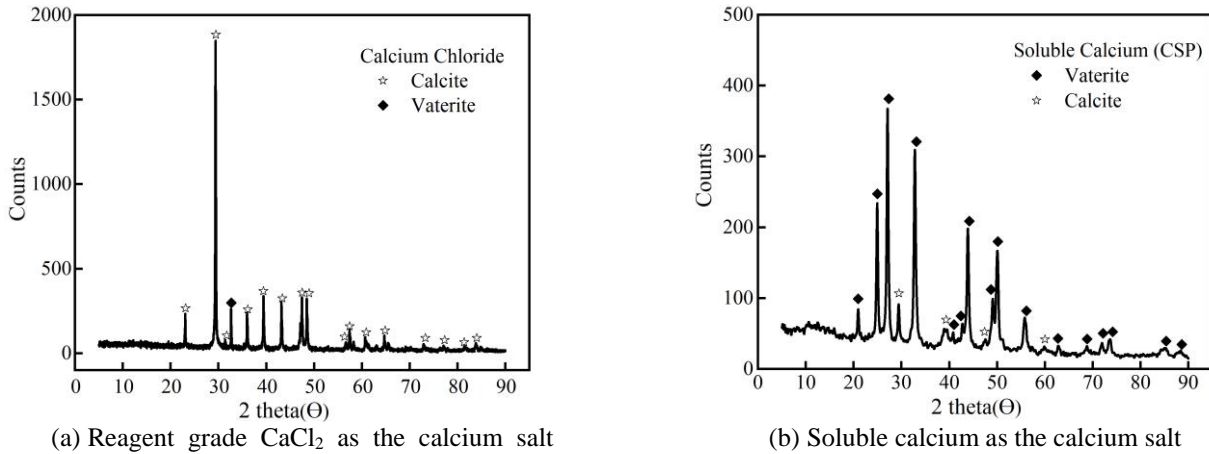 2000
1500
1000
500
0
Counts
Calcium Chloride
☆ Calcite
◆ Vaterite
0 10 20 30 40 50 60 70 80 90
2 theta(Θ)
(a) Reagent grade CaCl₂ as the calcium salt
500
400
300
200
100
0
Counts
Soluble Calcium (CSP)
◆ Vaterite
☆ Calcite
0 10 20 30 40 50 60 70 80 90
2 theta(Θ)
(b) Soluble calcium as the calcium salt